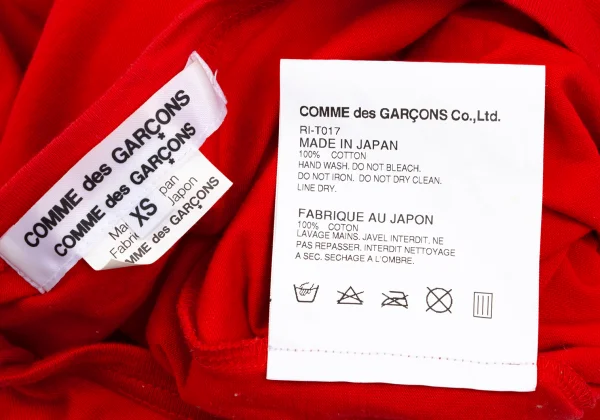 COMME des GARÇONS
COMME des GARÇONS*
XS
pan
Japon
Fabri
MME des GARÇONS*
COMME des GARÇONS Co.,Ltd.
RI-T017
MADE IN JAPAN
100% COTTON
HAND WASH. DO NOT BLEACH.
DO NOT IRON. DO NOT DRY CLEAN.
LINE DRY.
FABRIQUE AU JAPON
100% COTON
LAVAGE MAINS. JAVEL INTERDIT. NE
PAS REPASSER. INTERDIT NETTOYAGE
A SEC. SECHAGE A L'OMBRE.